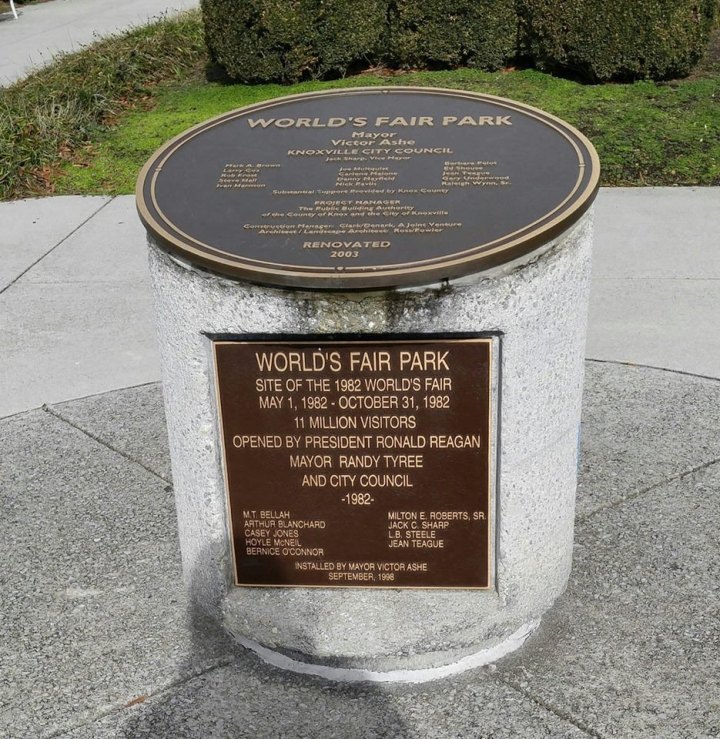 WORLD'S FAIR PARK
Mayor
Victor Ashe
KNOXVILLE CITY COUNCIL
Jack Sharp, Vice Mayor
Mark A. Brown
Larry Cox
Rob Frost
Steve Hall
Ivan Harmon
Joe Hultquist
Carlene Malone
Danny Mayfield
Nick Pavlis
Barbara Pelot
Ed Shouse
Jean Teague
Gary Underwood
Raleigh Wynn, Sr.
Substantial Support Provided by Knox County
PROJECT MANAGER
The Public Building Authority
of the County of Knox and the City of Knoxville
Construction Manager: Clark/Denark, A Joint Venture
Architect / Landscape Architect: Ross/Fowler
RENOVATED
2003
WORLD'S FAIR PARK
SITE OF THE 1982 WORLD'S FAIR
MAY 1, 1982 - OCTOBER 31, 1982
11 MILLION VISITORS
OPENED BY PRESIDENT RONALD REAGAN
MAYOR RANDY TYREE
AND CITY COUNCIL
-1982-
M.T. BELLAH
ARTHUR BLANCHARD
CASEY JONES
HOYLE McNEIL
BERNICE O'CONNOR
MILTON E. ROBERTS, SR.
JACK C. SHARP
L.B. STEELE
JEAN TEAGUE
INSTALLED BY MAYOR VICTOR ASHE
SEPTEMBER, 1998